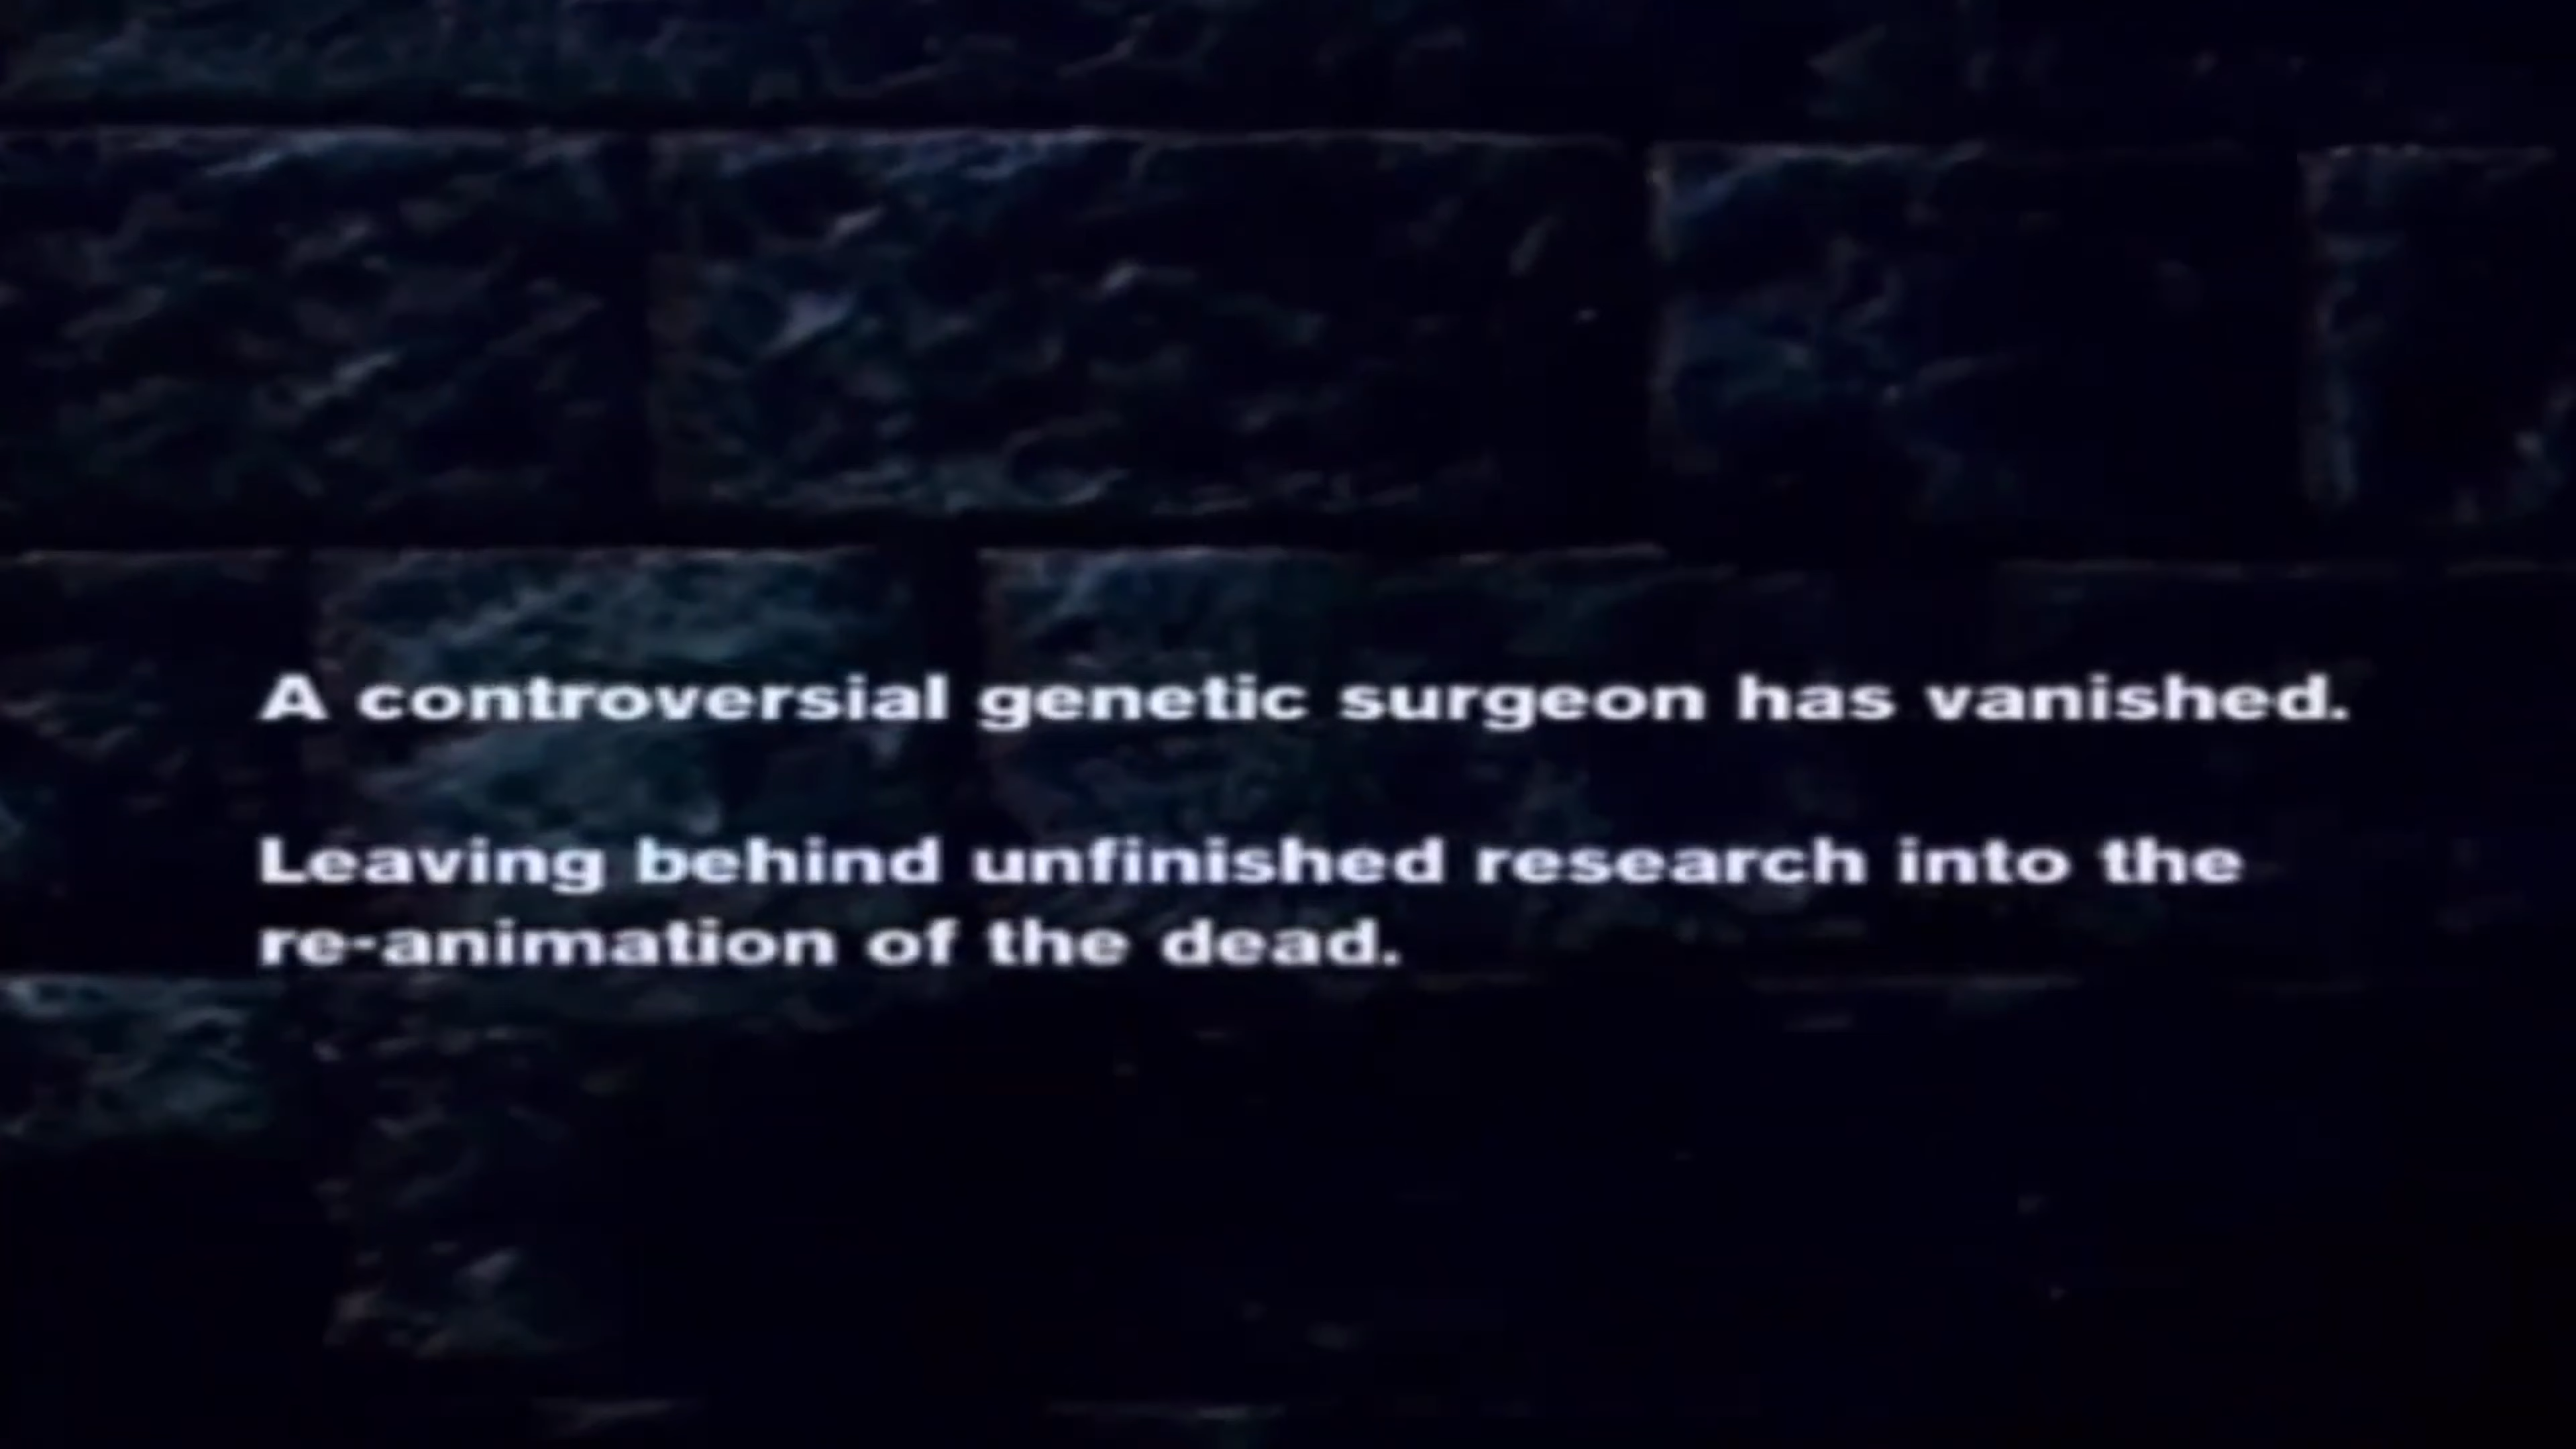 A controversial genetic surgeon has vanished.
Leaving behind unfinished research into the
re-animation of the dead.